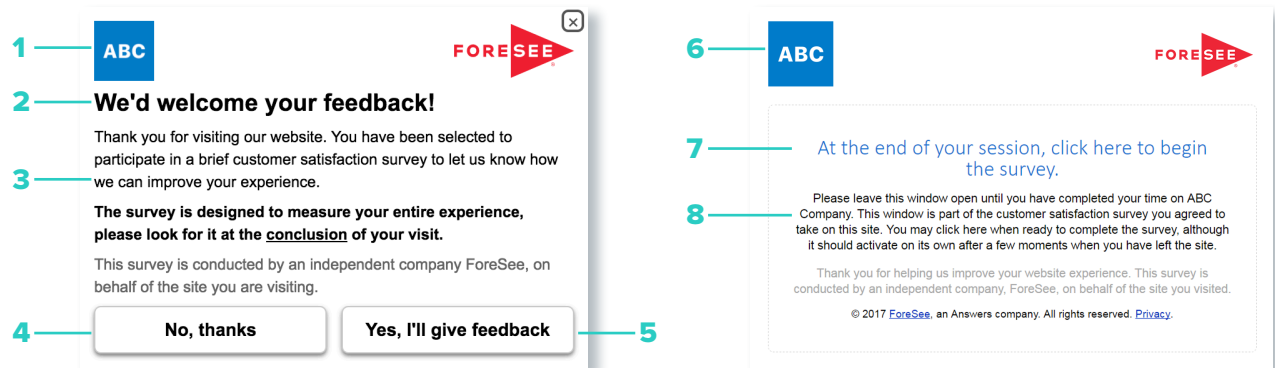 1
ABC
FORESEE
2
We'd welcome your feedback!
Thank you for visiting our website. You have been selected to
participate in a brief customer satisfaction survey to let us know how
3
we can improve your experience.
The survey is designed to measure your entire experience,
please look for it at the conclusion of your visit.
This survey is conducted by an independent company ForeSee, on
behalf of the site you are visiting.
4
No, thanks
Yes, I'll give feedback
5
6
ABC
FORESEE
7
At the end of your session, click here to begin
the survey.
Please leave this window open until you have completed your time on ABC
8
Company. This window is part of the customer satisfaction survey you agreed to
take on this site. You may click here when ready to complete the survey, although
it should activate on its own after a few moments when you have left the site.
Thank you for helping us improve your website experience. This survey is
conducted by an independent company, ForeSee, on behalf of the site you visited.
© 2017 ForeSee, an Answers company. All rights reserved. Privacy.